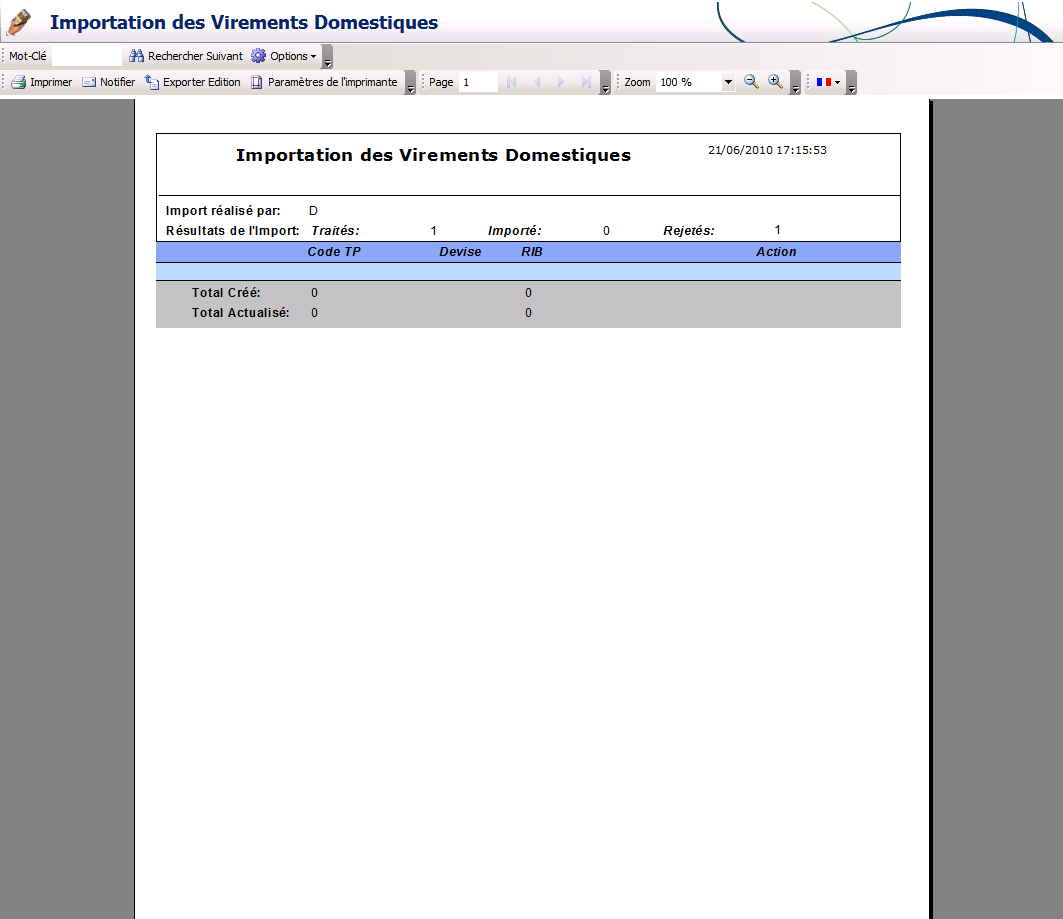 Importation des Virements Domestiques
Mot-Clé Rechercher Suivant Options
Imprimer Notifier Exporter Edition Paramètres de l'imprimante Page 1 Zoom 100 %
Importation des Virements Domestiques 21/06/2010 17:15:53
Import réalisé par: D
Résultats de l'Import: Traités: 1 Importé: 0 Rejetés: 1
Code TP Devise RIB Action
Total Créé: 0 0
Total Actualisé: 0 0